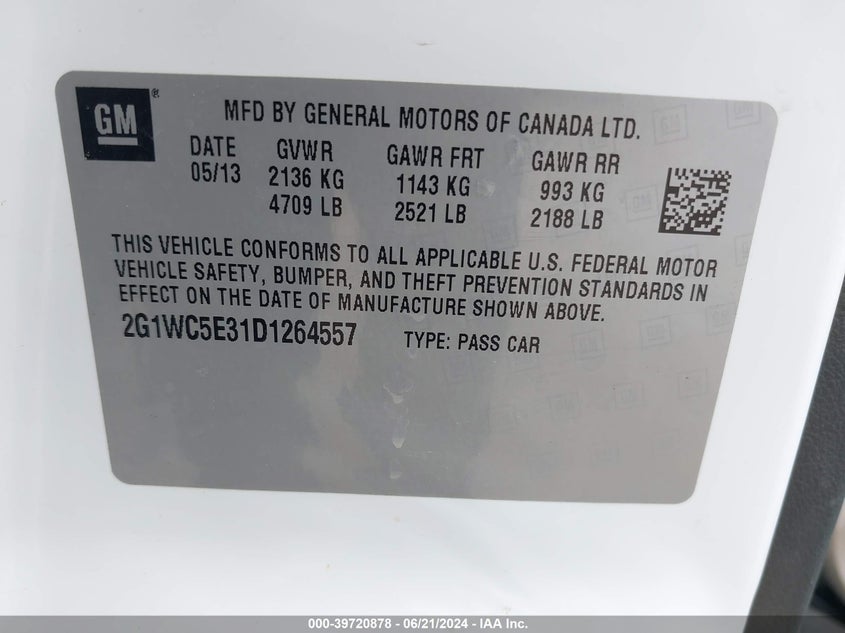 GM®
MFD BY GENERAL MOTORS OF CANADA LTD.
DATE GVWR GAWR FRT GAWR RR
05/13 2136 KG 1143 KG 993 KG
4709 LB 2521 LB 2188 LB
THIS VEHICLE CONFORMS TO ALL APPLICABLE U.S. FEDERAL MOTOR
VEHICLE SAFETY, BUMPER, AND THEFT PREVENTION STANDARDS IN
EFFECT ON THE DATE OF MANUFACTURE SHOWN ABOVE.
2G1WC5E31D1264557 TYPE: PASS CAR
000-39720878 - 06/21/2024 - IAA Inc.